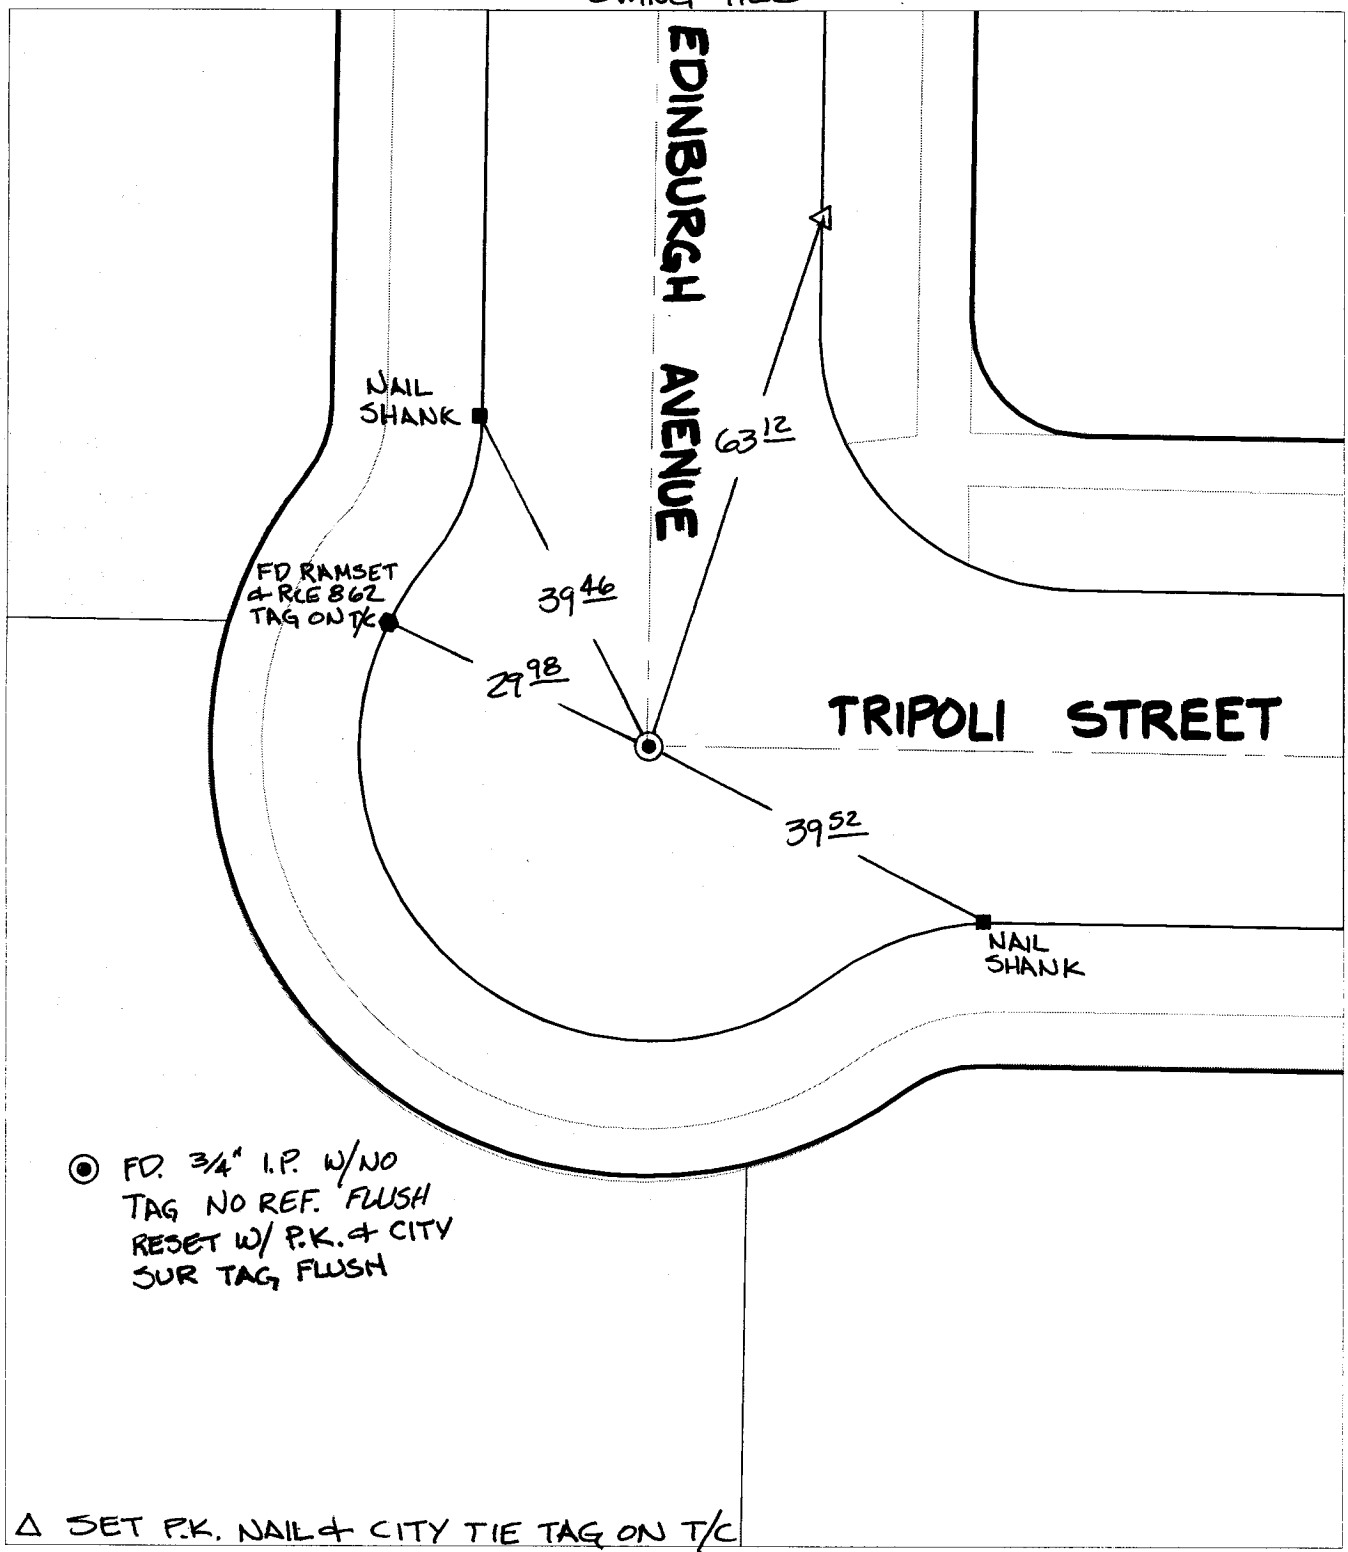 EDINBURGH AVENUE
NAIL
SHANK
63 12
FD RAMSET
& RCE 862
TAG ON T/C
39 46
29 98
TRIPOLI STREET
39 52
NAIL
SHANK
FD. 3/4" I.P. W/NO
TAG NO REF. FLUSH
RESET W/ P.K. & CITY
SUR TAG FLUSH
Δ SET P.K. NAIL & CITY TIE TAG ON T/C